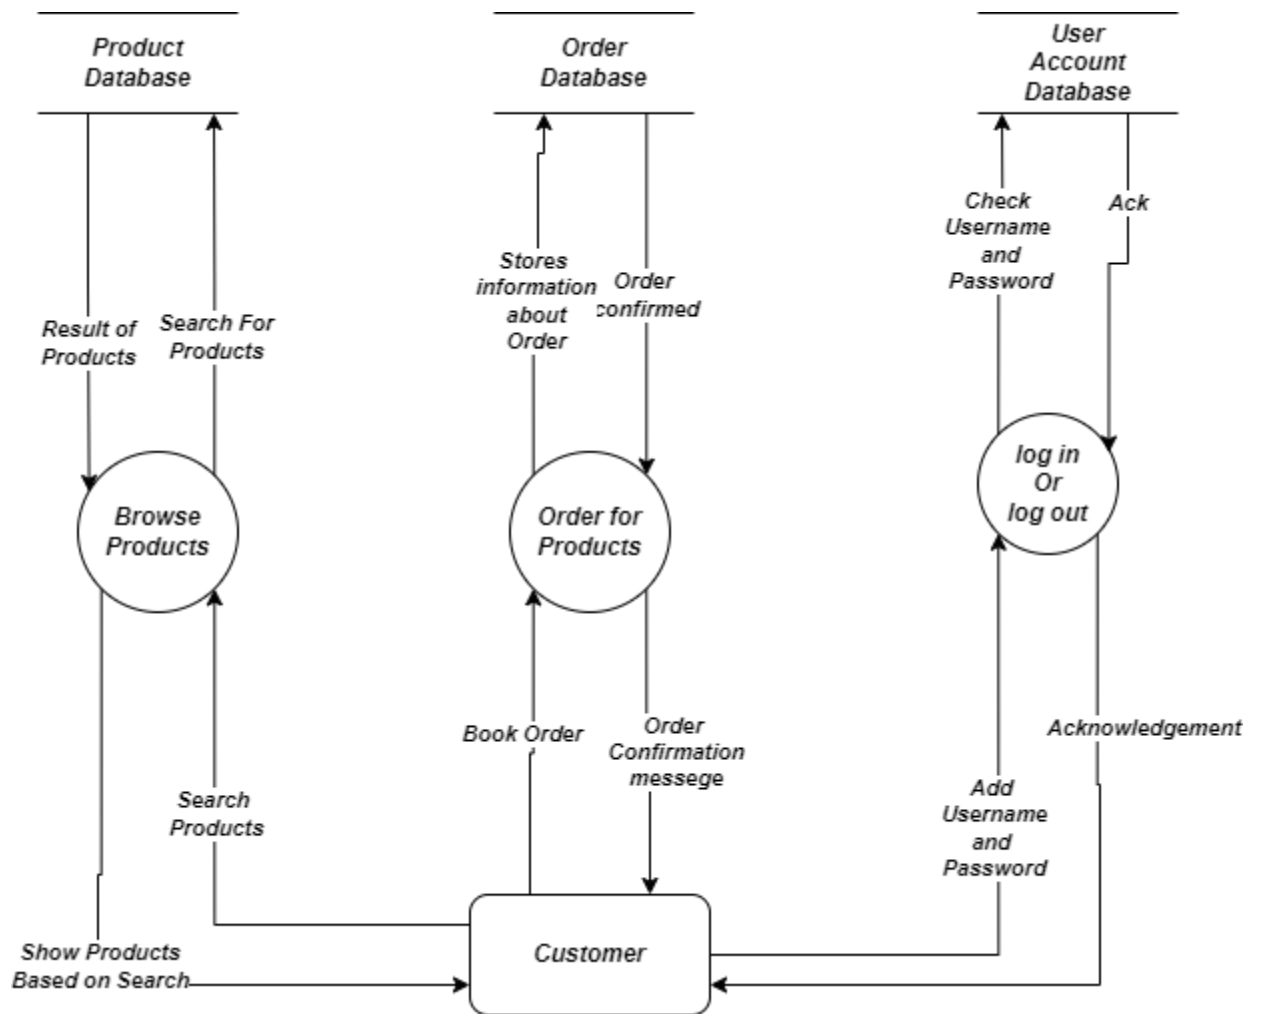 Product
Database
Order
Database
User
Account
Database
Result of
Products
Search For
Products
Stores
information
about
Order
Order
confirmed
Check
Username
and
Password
Ack
Browse
Products
Order for
Products
log in
Or
log out
Search
Products
Book Order
Order
Confirmation
messege
Add
Username
and
Password
Acknowledgement
Show Products
Based on Search
Customer